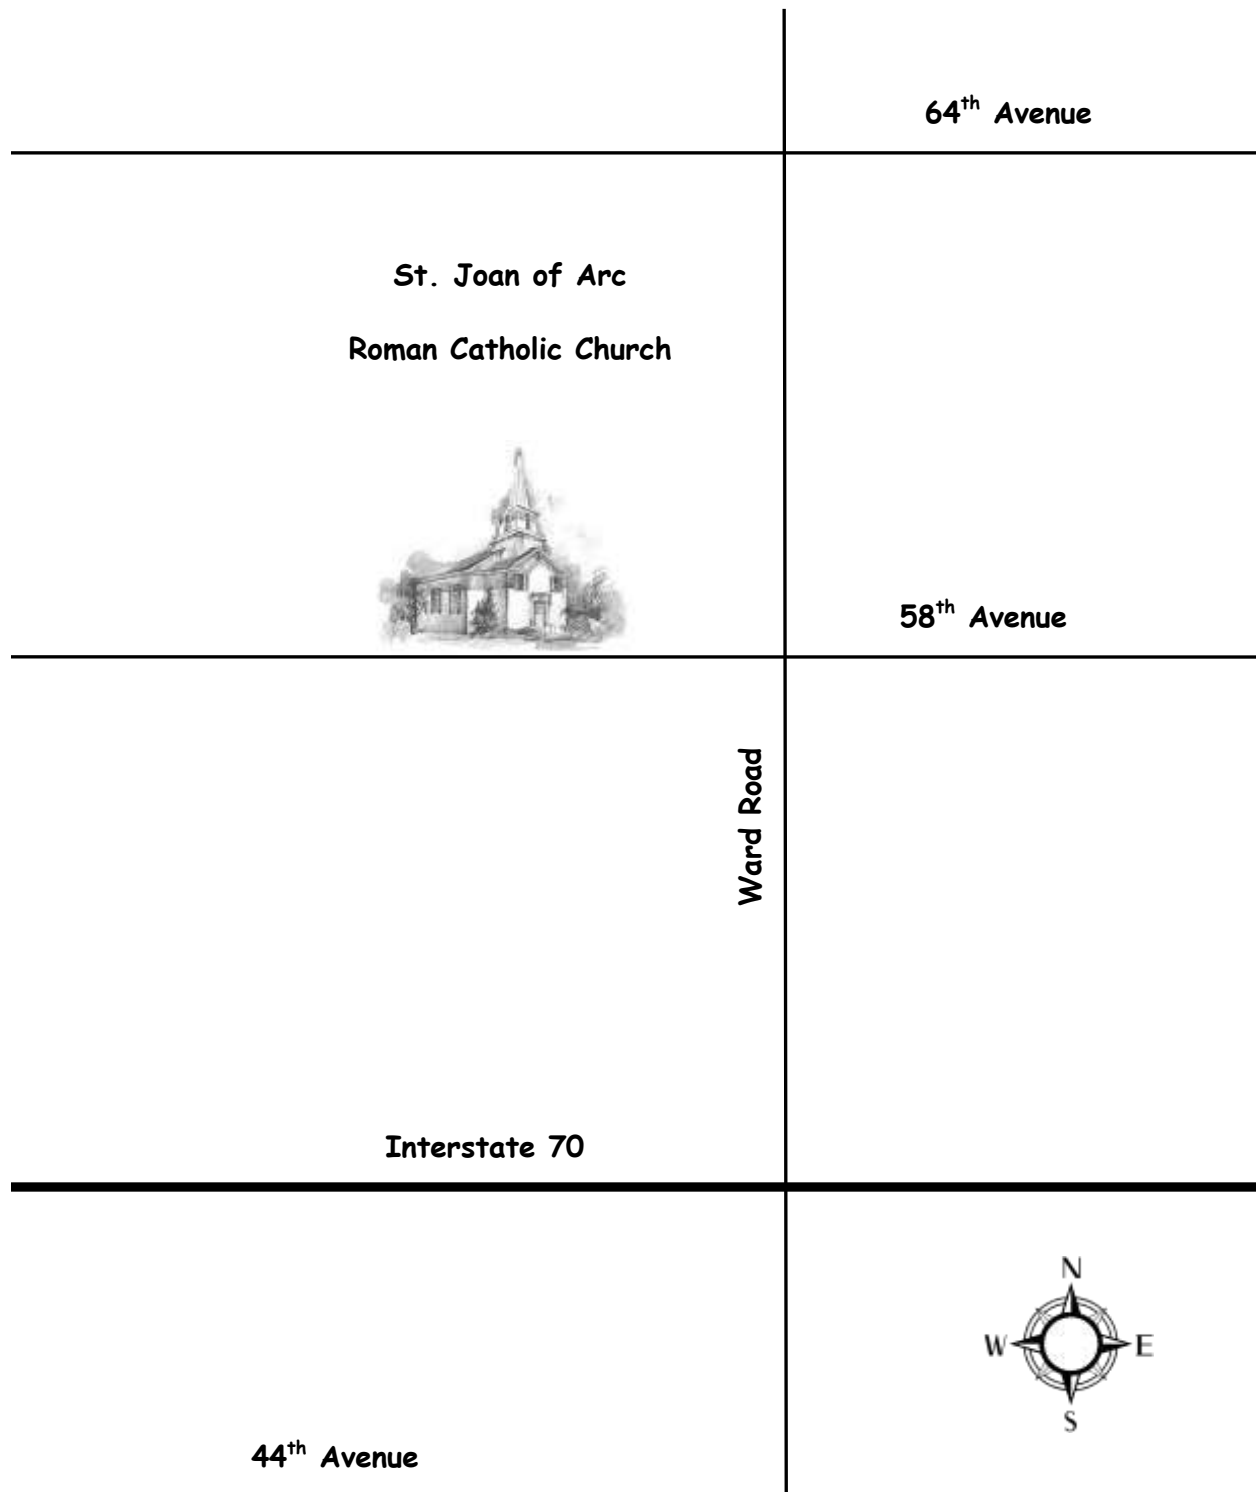 64th Avenue
St. Joan of Arc
Roman Catholic Church
58th Avenue
Ward Road
Interstate 70
N
W E
S
44th Avenue